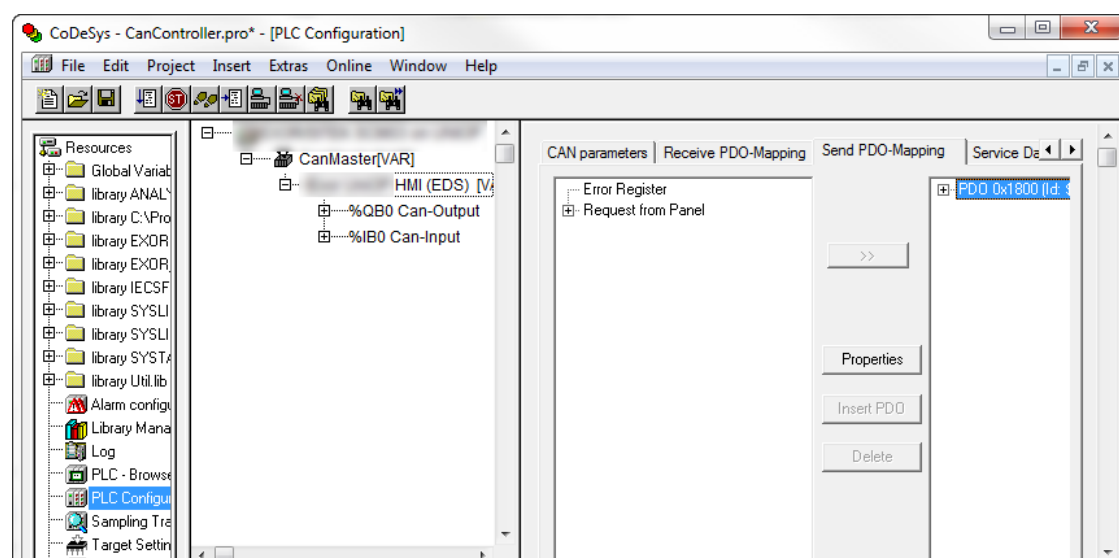 CoDeSys - CanController.pro* - [PLC Configuration]
File Edit Project Insert Extras Online Window Help
Resources
Global Variab
library ANALY
library C:\Pro
library EXOR
library EXOR_
library IECSF
library SYSLI
library SYSLI
library SYSTA
library Util.lib
Alarm configu
Library Mana
Log
PLC - Browse
PLC Configur
Sampling Tra
Target Settin
CanMaster[VAR]
HMI (EDS) [VA
%QB0 Can-Output
%IB0 Can-Input
CAN parameters Receive PDO-Mapping Send PDO-Mapping Service Da
Error Register
Request from Panel
>>
Properties
Insert PDO
Delete
PDO 0x1800 (Id: $